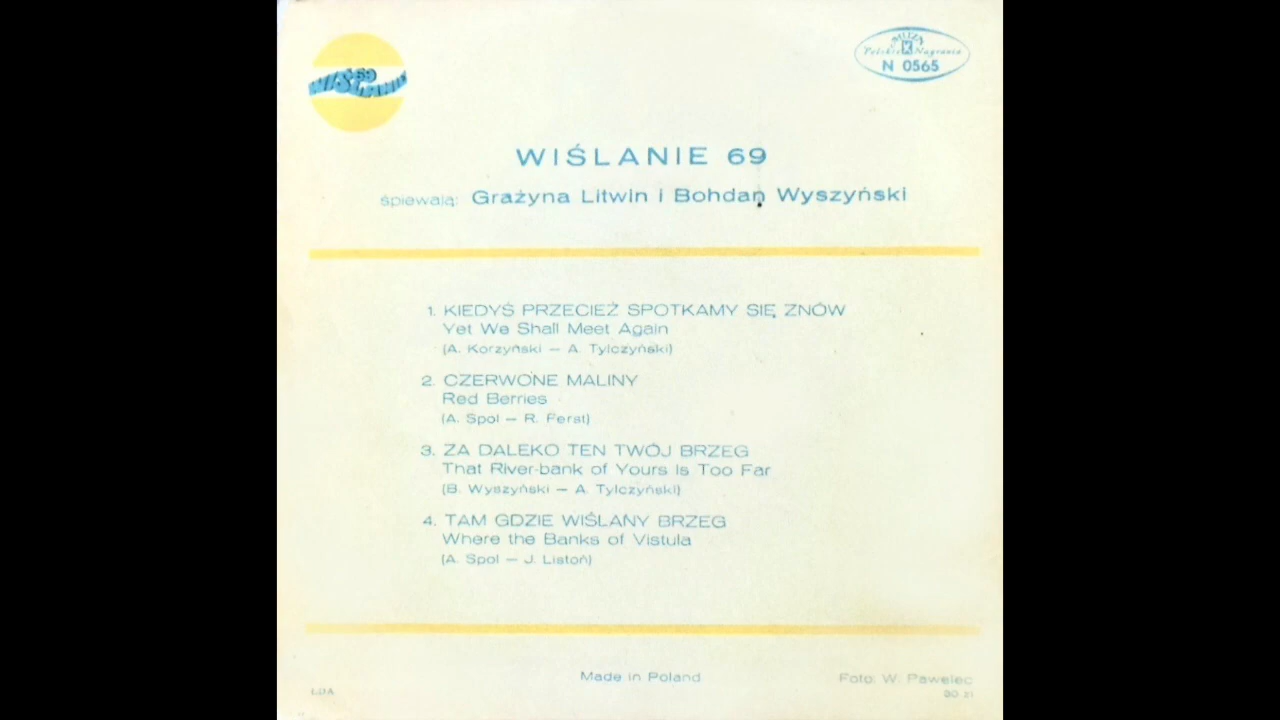 69
WIŚLANIE
MUZA
Polskie K Nagrania
N 0565
WIŚLANIE 69
śpiewają: Grażyna Litwin i Bohdan Wyszyński
1. KIEDYŚ PRZECIEŻ SPOTKAMY SIĘ ZNÓW
Yet We Shall Meet Again
(A. Korzyński — A. Tylczyński)
2. CZERWONE MALINY
Red Berries
(A. Spol — R. Ferst)
3. ZA DALEKO TEN TWÓJ BRZEG
That River-bank of Yours Is Too Far
(B. Wyszyński — A. Tylczyński)
4. TAM GDZIE WIŚLANY BRZEG
Where the Banks of Vistula
(A. Spol — J. Listoń)
Made in Poland
Foto: W. Pawelec